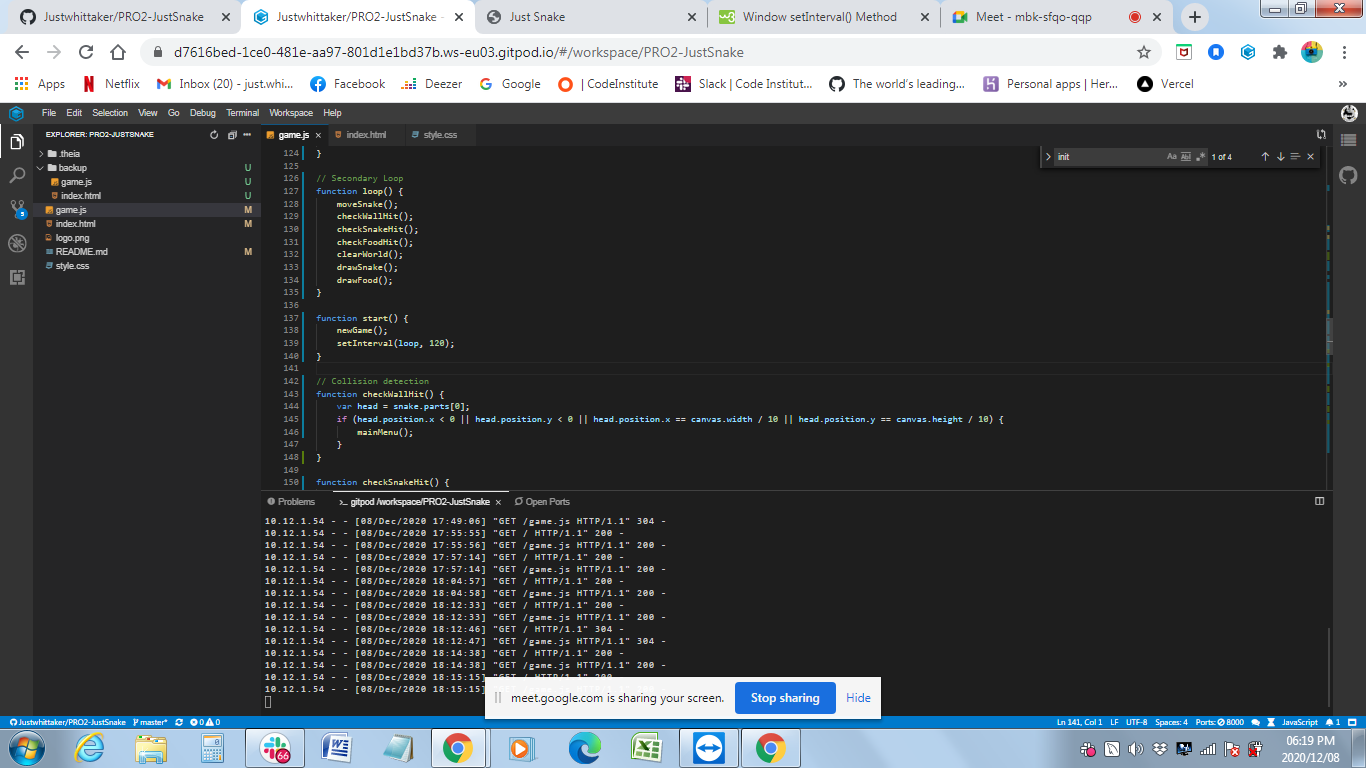 Justwhittaker/PRO2-JustSnake
Justwhittaker/PRO2-JustSnake -
Just Snake
Window setInterval() Method
Meet - mbk-sfqo-qqp
d7616bed-1ce0-481e-aa97-801d1e1bd37b.ws-eu03.gitpod.io/#/workspace/PRO2-JustSnake
Apps
Netflix
Inbox (20) - just.whi...
Facebook
Deezer
Google
| CodeInstitute
Slack | Code Institut...
The world's leading...
Personal apps | Her...
Vercel
»
File Edit Selection View Go Debug Terminal Workspace Help
EXPLORER: PRO2-JUSTSNAKE
.theia
backup U
game.js U
index.html U
game.js M
index.html M
logo.png
README.md M
style.css
5
game.js × index.html style.css
init
Aa Abl .* 1 of 4
124 }
125
126 // Secondary Loop
127 function loop() {
128 moveSnake();
129 checkWallHit();
130 checkSnakeHit();
131 checkFoodHit();
132 clearWorld();
133 drawSnake();
134 drawFood();
135 }
136
137 function start() {
138 newGame();
139 setInterval(loop, 120);
140 }
141
142 // Collision detection
143 function checkWallHit() {
144 var head = snake.parts[0];
145 if (head.position.x < 0 || head.position.y < 0 || head.position.x == canvas.width / 10 || head.position.y == canvas.height / 10) {
146 mainMenu();
147 }
148 }
149
150 function checkSnakeHit() {
Problems >_ gitpod /workspace/PRO2-JustSnake × Open Ports
10.12.1.54 - - [08/Dec/2020 17:49:06] "GET /game.js HTTP/1.1" 304 -
10.12.1.54 - - [08/Dec/2020 17:55:55] "GET / HTTP/1.1" 200 -
10.12.1.54 - - [08/Dec/2020 17:55:56] "GET /game.js HTTP/1.1" 200 -
10.12.1.54 - - [08/Dec/2020 17:57:14] "GET / HTTP/1.1" 200 -
10.12.1.54 - - [08/Dec/2020 17:57:14] "GET /game.js HTTP/1.1" 200 -
10.12.1.54 - - [08/Dec/2020 18:04:57] "GET / HTTP/1.1" 200 -
10.12.1.54 - - [08/Dec/2020 18:04:58] "GET /game.js HTTP/1.1" 200 -
10.12.1.54 - - [08/Dec/2020 18:12:33] "GET / HTTP/1.1" 200 -
10.12.1.54 - - [08/Dec/2020 18:12:33] "GET /game.js HTTP/1.1" 200 -
10.12.1.54 - - [08/Dec/2020 18:12:46] "GET / HTTP/1.1" 304 -
10.12.1.54 - - [08/Dec/2020 18:12:47] "GET /game.js HTTP/1.1" 304 -
10.12.1.54 - - [08/Dec/2020 18:14:38] "GET / HTTP/1.1" 200 -
10.12.1.54 - - [08/Dec/2020 18:14:38] "GET /game.js HTTP/1.1" 200 -
10.12.1.54 - - [08/Dec/2020 18:15:15]
10.12.1.54 - - [08/Dec/2020 18:15:15]
meet.google.com is sharing your screen.
Stop sharing
Hide
Justwhittaker/PRO2-JustSnake master* 0 0
Ln 141, Col 1 LF UTF-8 Spaces: 4 Ports: 8000 JavaScript 1
66
06:19 PM
2020/12/08